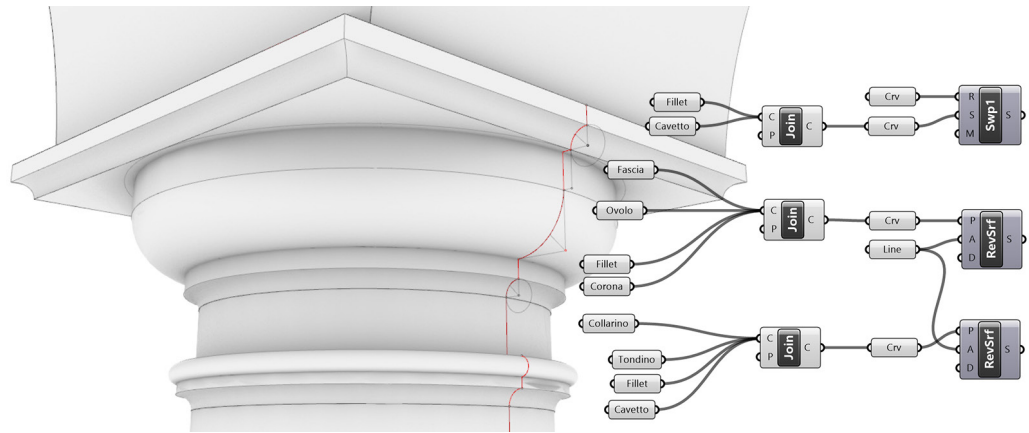 Fillet
Cavetto
C
P
Join
C
Crv
Crv
R
S
M
Swp1
S
Fascia
Ovolo
Fillet
Corona
C
P
Join
C
Crv
Line
P
A
D
RevSrf
S
Collarino
Tondino
Fillet
Cavetto
C
P
Join
C
Crv
P
A
D
RevSrf
S